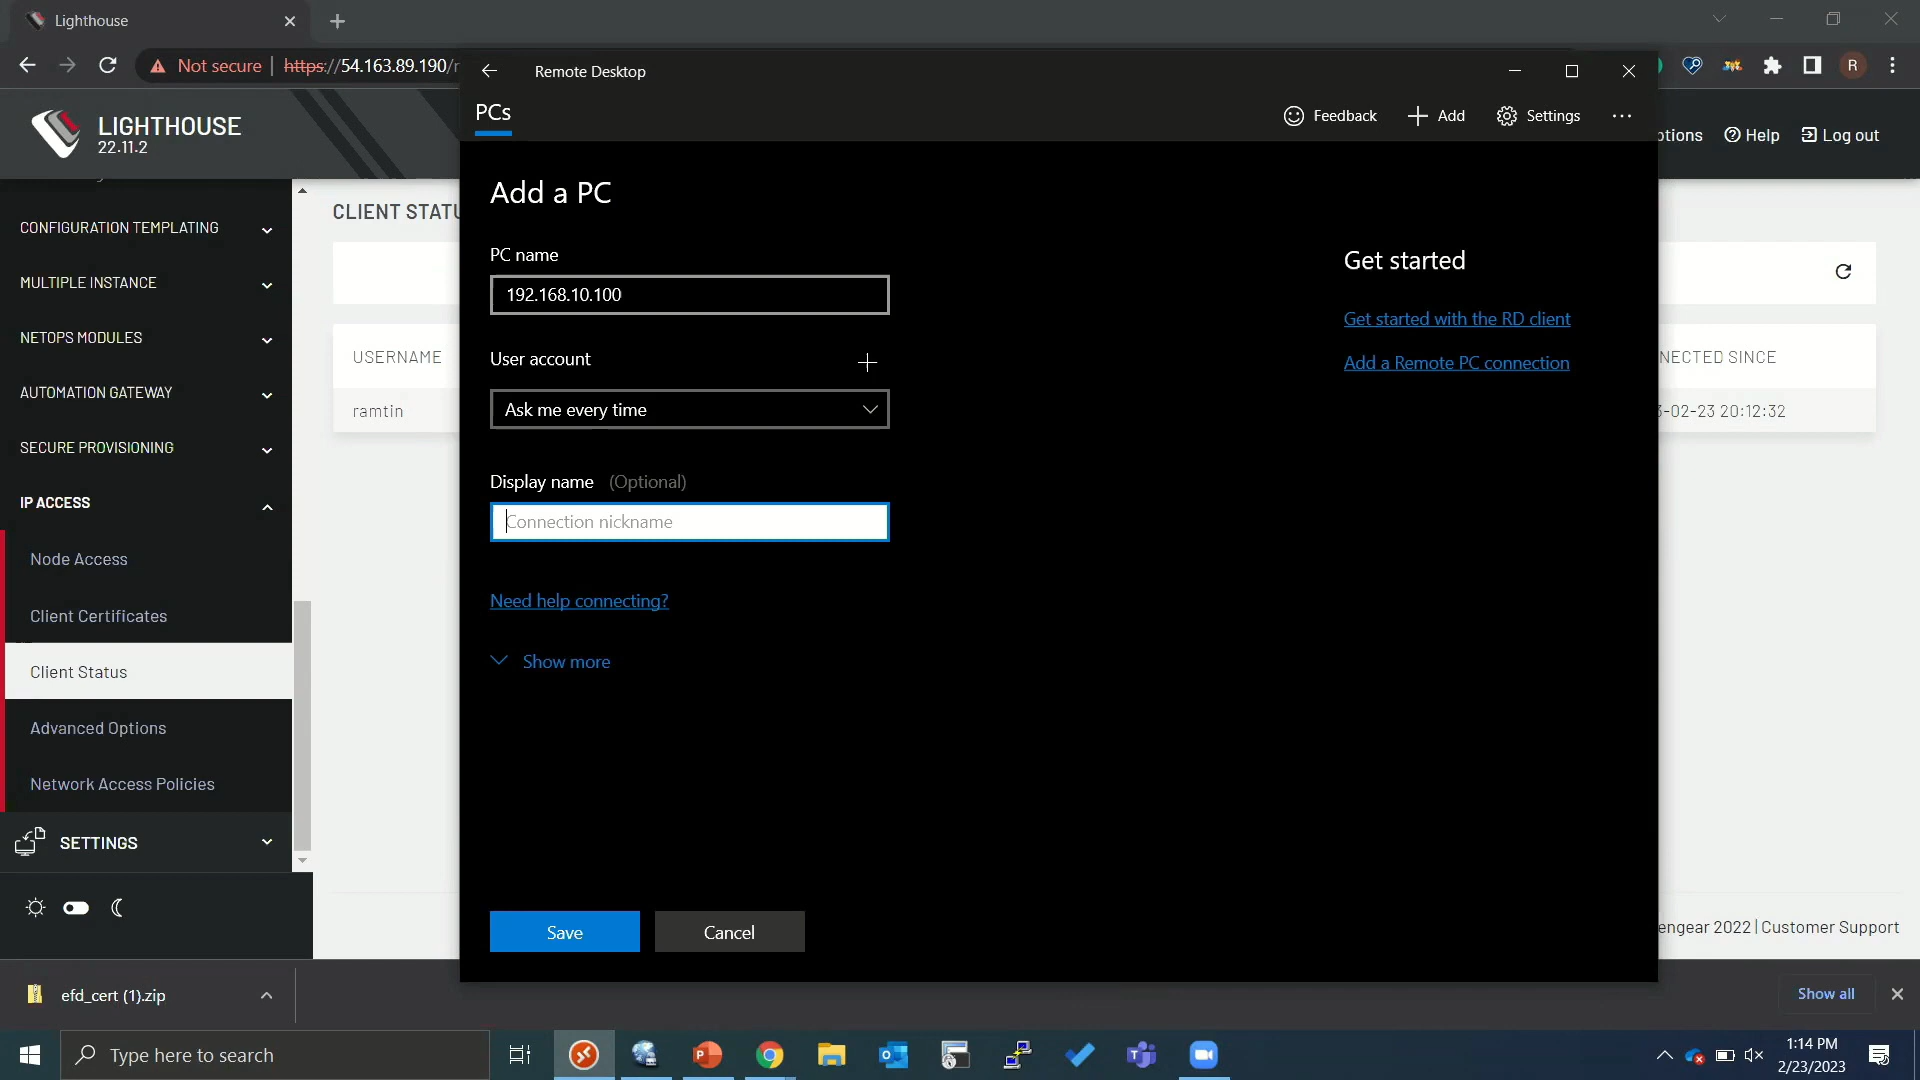 Lighthouse
Not secure
https://54.163.89.190/
LIGHTHOUSE
22.11.2
CONFIGURATION TEMPLATING
MULTIPLE INSTANCE
NETOPS MODULES
AUTOMATION GATEWAY
SECURE PROVISIONING
IP ACCESS
Node Access
Client Certificates
Client Status
Advanced Options
Network Access Policies
SETTINGS
CLIENT STATU
USERNAME
ramtin
Remote Desktop
PCs
Feedback
Add
Settings
Add a PC
PC name
192.168.10.100
User account
Ask me every time
Display name (Optional)
Connection nickname
Need help connecting?
Show more
Save
Cancel
Get started
Get started with the RD client
Add a Remote PC connection
R
ptions
Help
Log out
NECTED SINCE
3-02-23 20:12:32
engear 2022 | Customer Support
efd_cert (1).zip
Show all
Type here to search
1:14 PM
2/23/2023